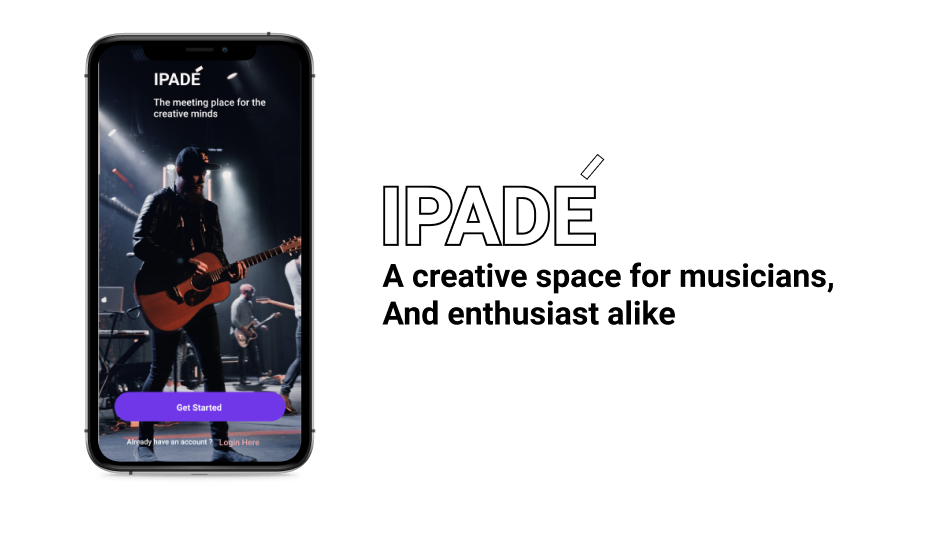 IPADÉ
The meeting place for the
creative minds
Get Started
Already have an account ? Login Here
IPADÉ
A creative space for musicians,
And enthusiast alike